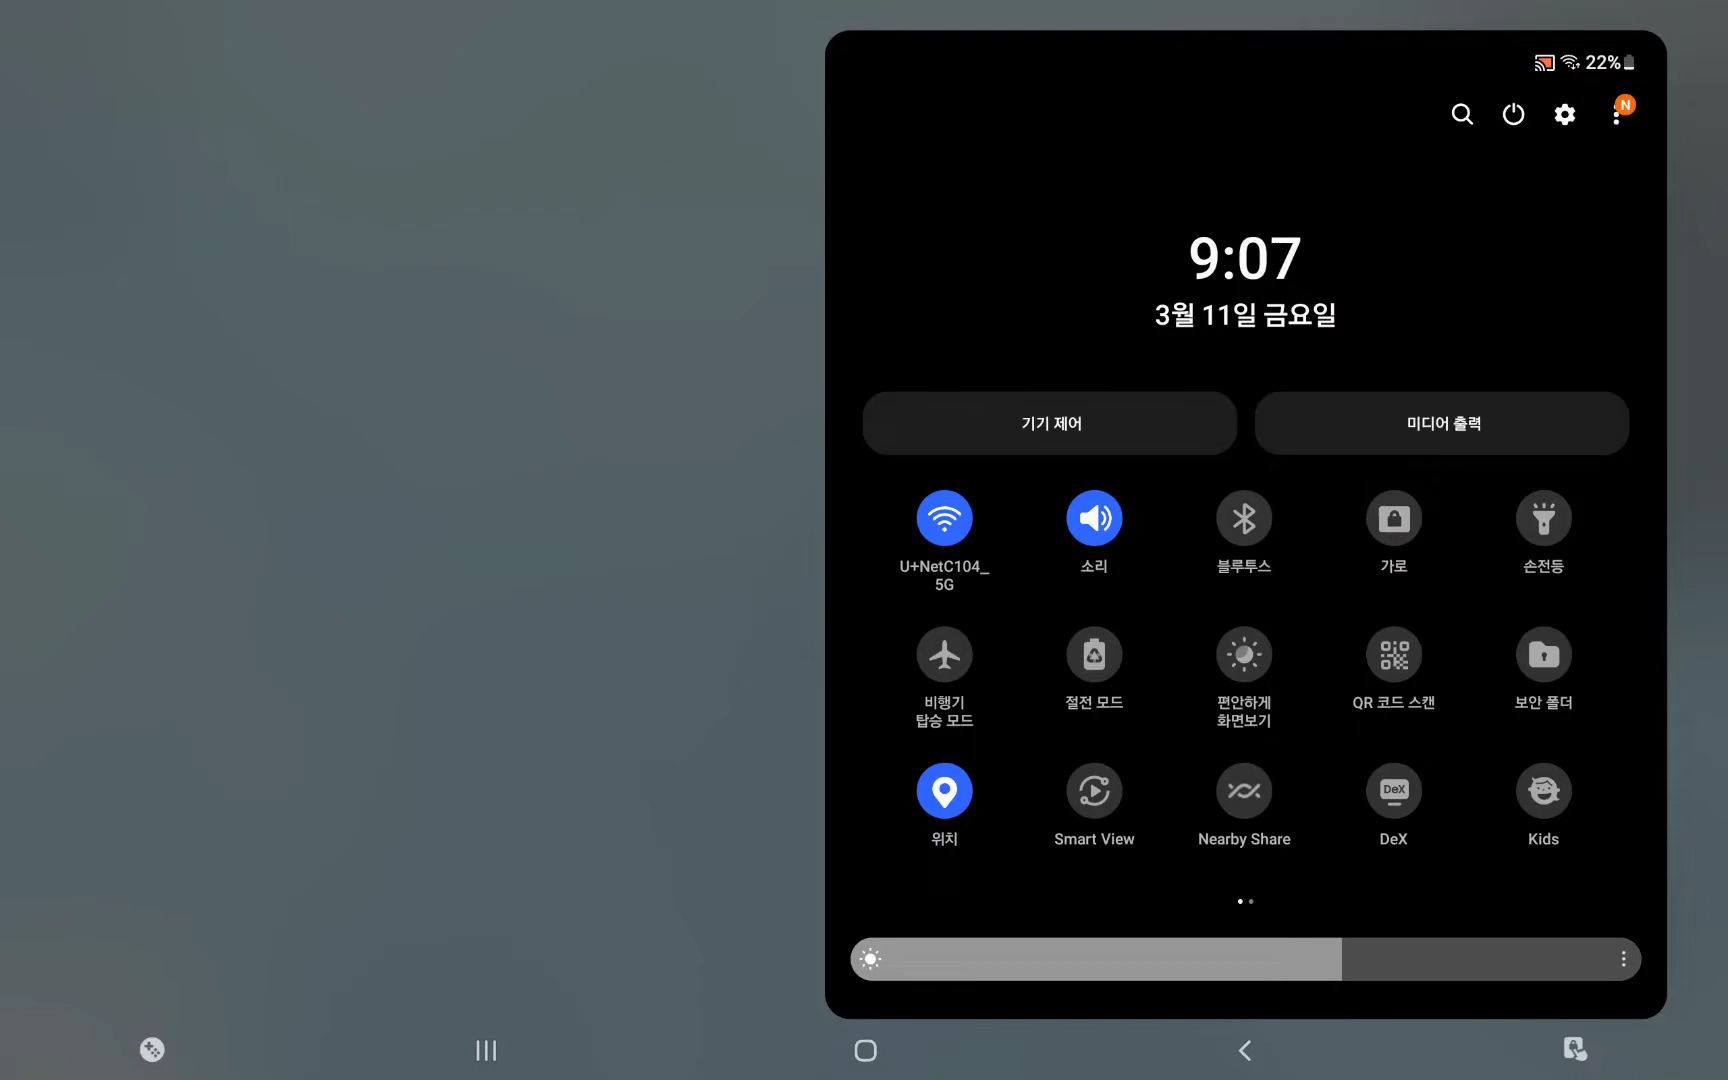 22%
N
9:07
3월 11일 금요일
기기 제어
미디어 출력
U+NetC104_
5G
소리
블루투스
가로
손전등
비행기
탑승 모드
절전 모드
편안하게
화면보기
QR 코드 스캔
보안 폴더
위치
Smart View
Nearby Share
DeX
DeX
Kids